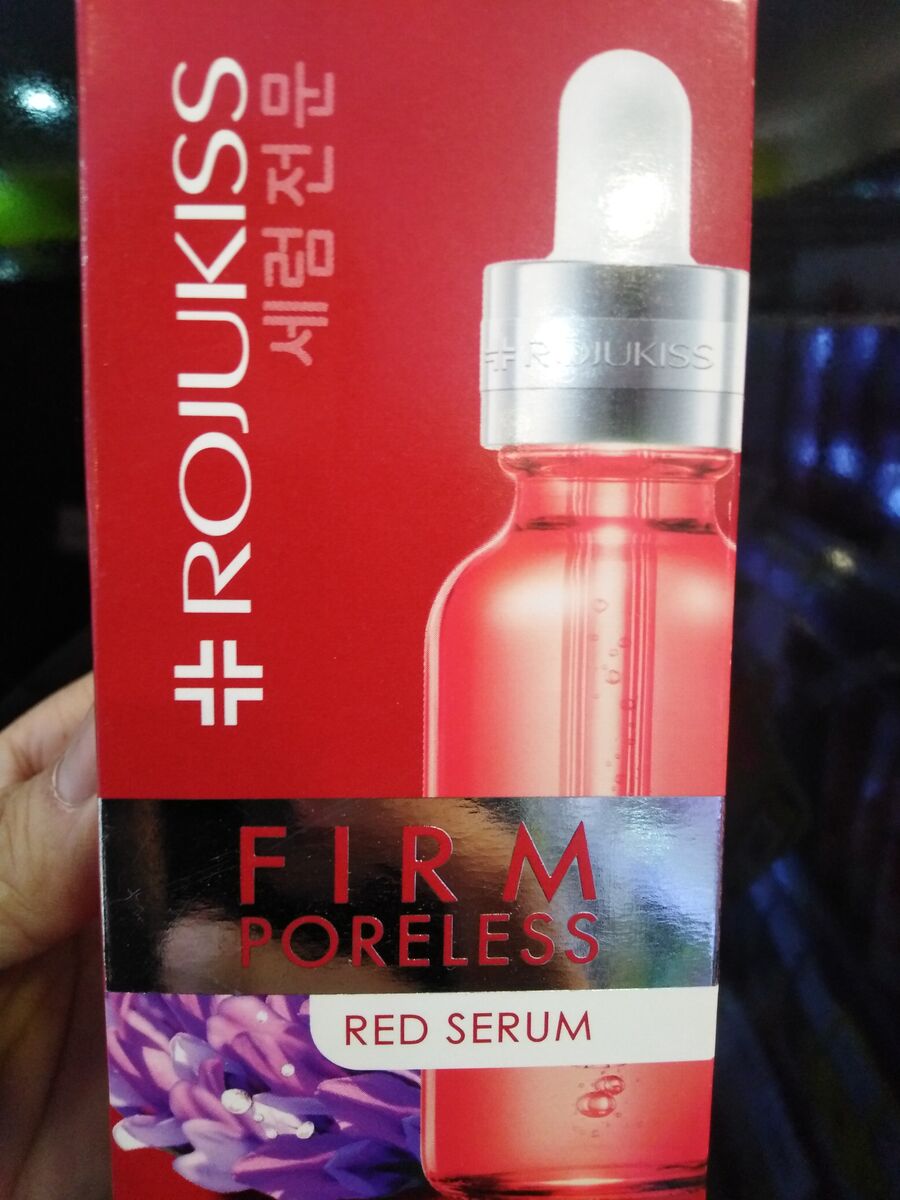 ROJUKISS
세럼전문
ROJUKISS
FIRM
PORELESS
RED SERUM